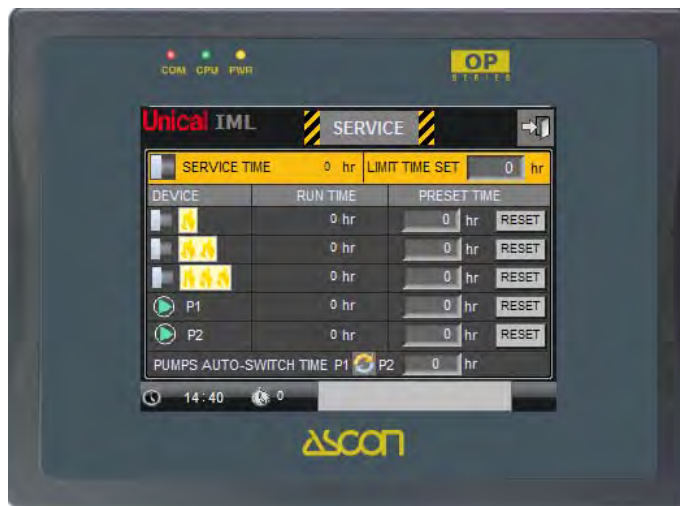 COM CPU PWR
OP
SERIES
Unical IML SERVICE
SERVICE TIME 0 hr LIMIT TIME SET 0 hr
DEVICE RUN TIME PRESET TIME
0 hr 0 hr RESET
0 hr 0 hr RESET
0 hr 0 hr RESET
P1 0 hr 0 hr RESET
P2 0 hr 0 hr RESET
PUMPS AUTO-SWITCH TIME P1 P2 0 hr
14:40 0
ascon